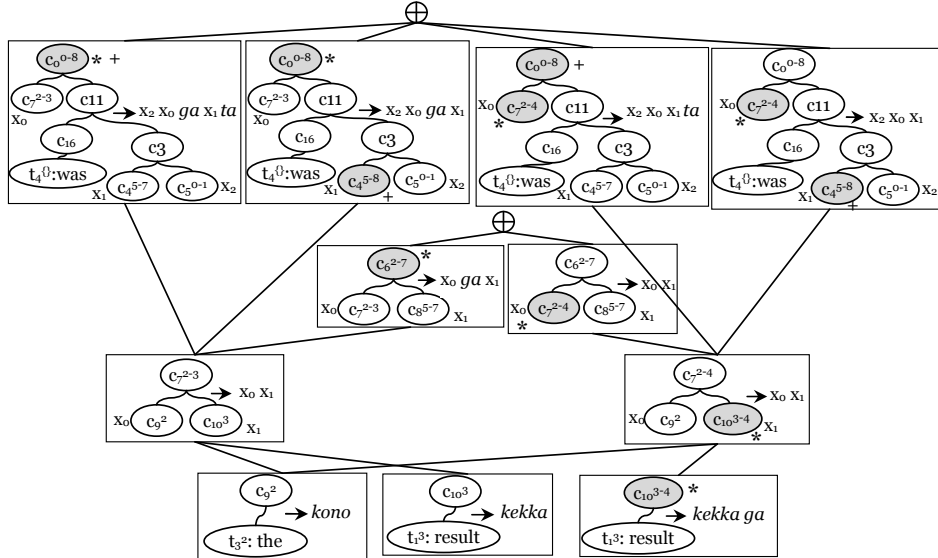 ⊕
c₀⁰⁻⁸ * +
c₇²⁻³ c11
x₀
→ x₂ x₀ ga x₁ ta
c₁₆ c3
t₄{}:was
x₁ c₄⁵⁻⁷ c₅⁰⁻¹ x₂
c₀⁰⁻⁸ *
c₇²⁻³ c11
x₀
→ x₂ x₀ ga x₁
c₁₆ c3
t₄{}:was
x₁ c₄⁵⁻⁸ c₅⁰⁻¹ x₂
+
c₀⁰⁻⁸ +
x₀ c₇²⁻⁴ c11
*
→ x₂ x₀ x₁ ta
c₁₆ c3
t₄{}:was
x₁ c₄⁵⁻⁷ c₅⁰⁻¹ x₂
c₀⁰⁻⁸
x₀ c₇²⁻⁴ c11
*
→ x₂ x₀ x₁
c₁₆ c3
t₄{}:was
x₁ c₄⁵⁻⁸ c₅⁰⁻¹ x₂
+
⊕
c₆²⁻⁷ *
→ x₀ ga x₁
x₀ c₇²⁻³ c₈⁵⁻⁷ x₁
c₆²⁻⁷
→ x₀ x₁
x₀ c₇²⁻⁴ c₈⁵⁻⁷ x₁
*
c₇²⁻³
→ x₀ x₁
x₀ c₉² c₁₀³ x₁
c₇²⁻⁴
→ x₀ x₁
x₀ c₉² c₁₀³⁻⁴ x₁
*
c₉²
→ kono
t₃²: the
c₁₀³
→ kekka
t₁³: result
c₁₀³⁻⁴ *
→ kekka ga
t₁³: result